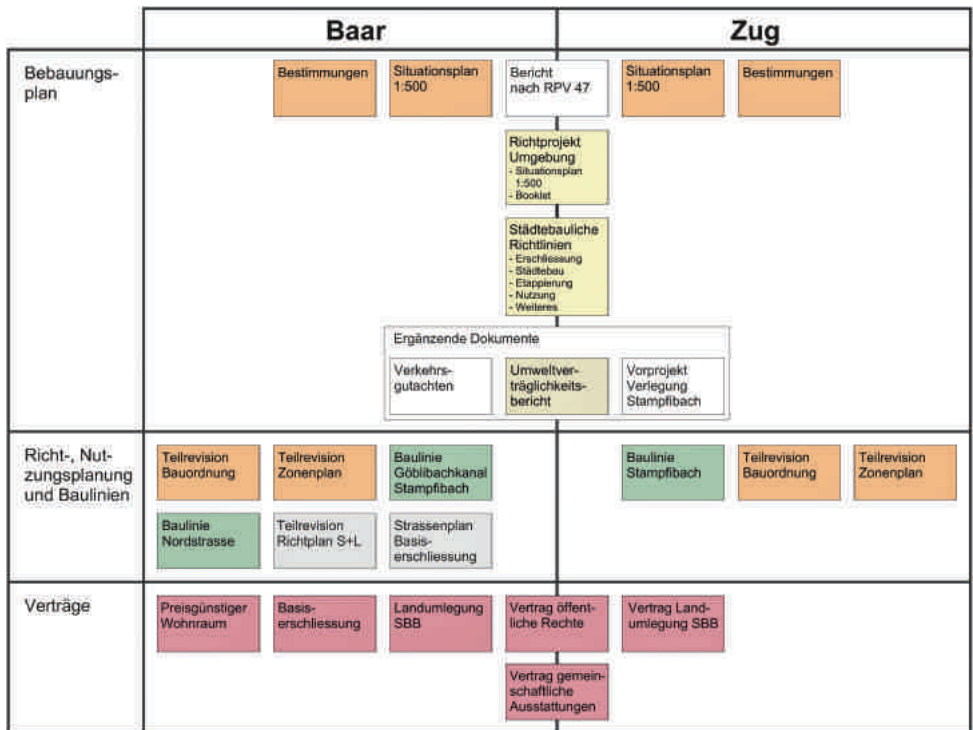 Baar
Zug
Bebauungs-
plan
Bestimmungen
Situationsplan
1:500
Bericht
nach RPV 47
Situationsplan
1:500
Bestimmungen
Richtprojekt
Umgebung
- Situationsplan
1:500
- Booklet
Städtebauliche
Richtlinien
- Erschliessung
- Städtebau
- Etappierung
- Nutzung
- Weiteres
Ergänzende Dokumente
Verkehrs-
gutachten
Umweltver-
träglichkeits-
bericht
Vorprojekt
Verlegung
Stampfibach
Richt-, Nut-
zungsplanung
und Baulinien
Teilrevision
Bauordnung
Teilrevision
Zonenplan
Baulinie
Göblibachkanal
Stampfibach
Baulinie
Stampfibach
Teilrevision
Bauordnung
Teilrevision
Zonenplan
Baulinie
Nordstrasse
Teilrevision
Richtplan S+L
Strassenplan
Basis-
erschliessung
Verträge
Preisgünstiger
Wohnraum
Basis-
erschliessung
Landumlegung
SBB
Vertrag öffent-
liche Rechte
Vertrag Land-
umlegung SBB
Vertrag gemein-
schaftliche
Ausstattungen